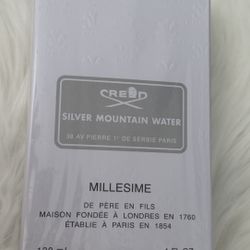 CREED
SILVER MOUNTAIN WATER
38 AV PIERRE 1ER DE SERBIE PARIS
MILLESIME
DE PÈRE EN FILS
MAISON FONDÉE À LONDRES EN 1760
ÉTABLIE À PARIS EN 1854